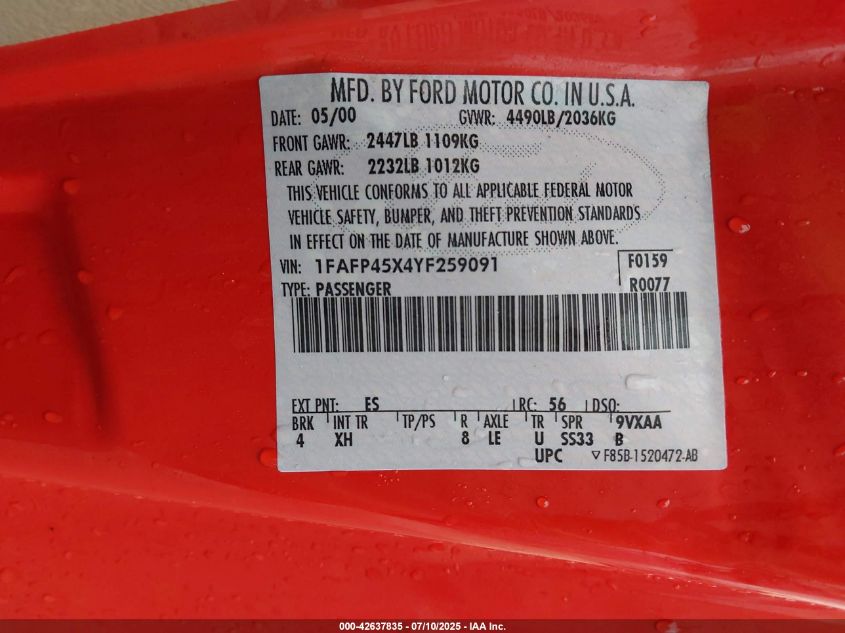 MFD. BY FORD MOTOR CO. IN U.S.A.
DATE: 05/00 GVWR: 4490LB/2036KG
FRONT GAWR: 2447LB 1109KG
REAR GAWR: 2232LB 1012KG
THIS VEHICLE CONFORMS TO ALL APPLICABLE FEDERAL MOTOR
VEHICLE SAFETY, BUMPER, AND THEFT PREVENTION STANDARDS
IN EFFECT ON THE DATE OF MANUFACTURE SHOWN ABOVE.
VIN: 1FAFP45X4YF259091 F0159
TYPE: PASSENGER R0077
EXT PNT: ES RC: 56 DSO:
BRK INT TR TP/PS R AXLE TR SPR 9VXAA
4 XH 8 LE U SS33 B
UPC F85B-1520472-AB
000-42637835 - 07/10/2025 - IAA Inc.